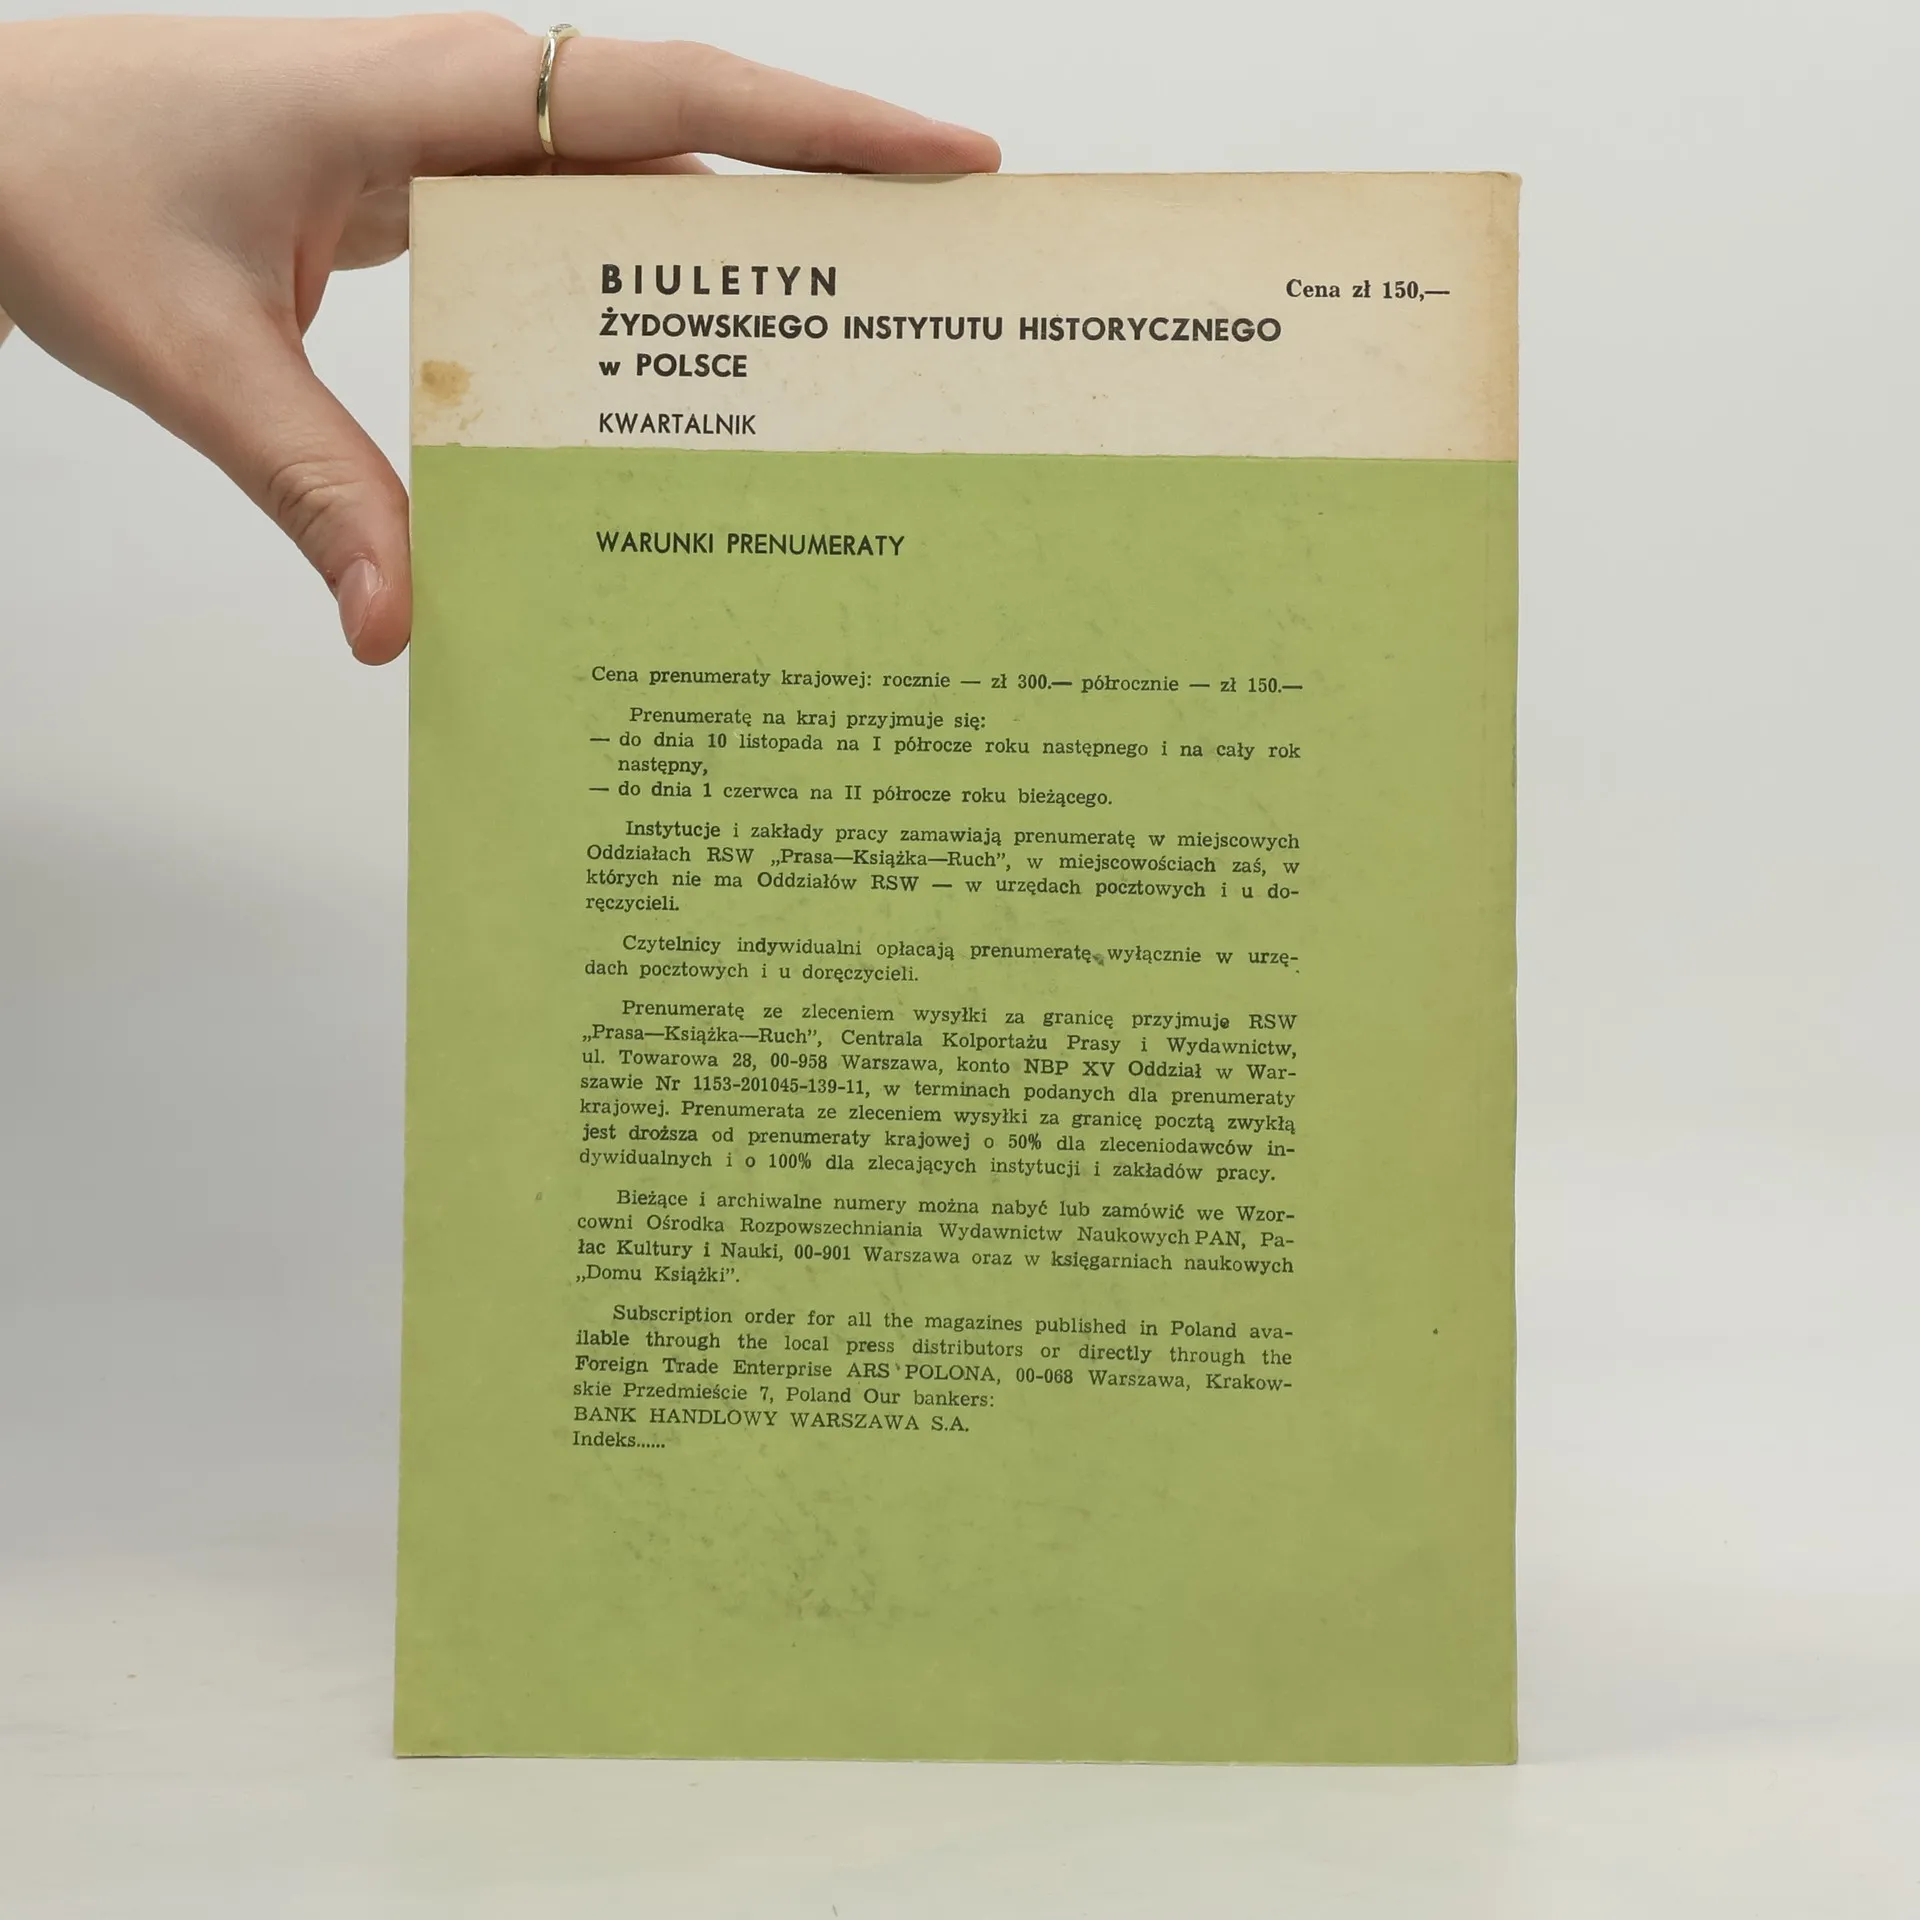 BIULETYN
Cena zł 150,—
ŻYDOWSKIEGO INSTYTUTU HISTORYCZNEGO
w POLSCE
KWARTALNIK
WARUNKI PRENUMERATY
Cena prenumeraty krajowej: rocznie — zł 300.— półrocznie — zł 150.—
Prenumeratę na kraj przyjmuje się:
— do dnia 10 listopada na I półrocze roku następnego i na cały rok
następny,
— do dnia 1 czerwca na II półrocze roku bieżącego.
Instytucje i zakłady pracy zamawiają prenumeratę w miejscowych
Oddziałach RSW „Prasa—Książka—Ruch”, w miejscowościach zaś, w
których nie ma Oddziałów RSW — w urzędach pocztowych i u do-
ręczycieli.
Czytelnicy indywidualni opłacają prenumeratę wyłącznie w urzę-
dach pocztowych i u doręczycieli.
Prenumeratę ze zleceniem wysyłki za granicę przyjmuje RSW
„Prasa—Książka—Ruch”, Centrala Kolportażu Prasy i Wydawnictw,
ul. Towarowa 28, 00-958 Warszawa, konto NBP XV Oddział w War-
szawie Nr 1153-201045-139-11, w terminach podanych dla prenumeraty
krajowej. Prenumerata ze zleceniem wysyłki za granicę pocztą zwykłą
jest droższa od prenumeraty krajowej o 50% dla zleceniodawców in-
dywidualnych i o 100% dla zlecających instytucji i zakładów pracy.
Bieżące i archiwalne numery można nabyć lub zamówić we Wzor-
cowni Ośrodka Rozpowszechniania Wydawnictw Naukowych PAN, Pa-
łac Kultury i Nauki, 00-901 Warszawa oraz w księgarniach naukowych
„Domu Książki”.
Subscription order for all the magazines published in Poland ava-
ilable through the local press distributors or directly through the
Foreign Trade Enterprise ARS POLONA, 00-068 Warszawa, Krakow-
skie Przedmieście 7, Poland Our bankers:
BANK HANDLOWY WARSZAWA S.A.
Indeks......